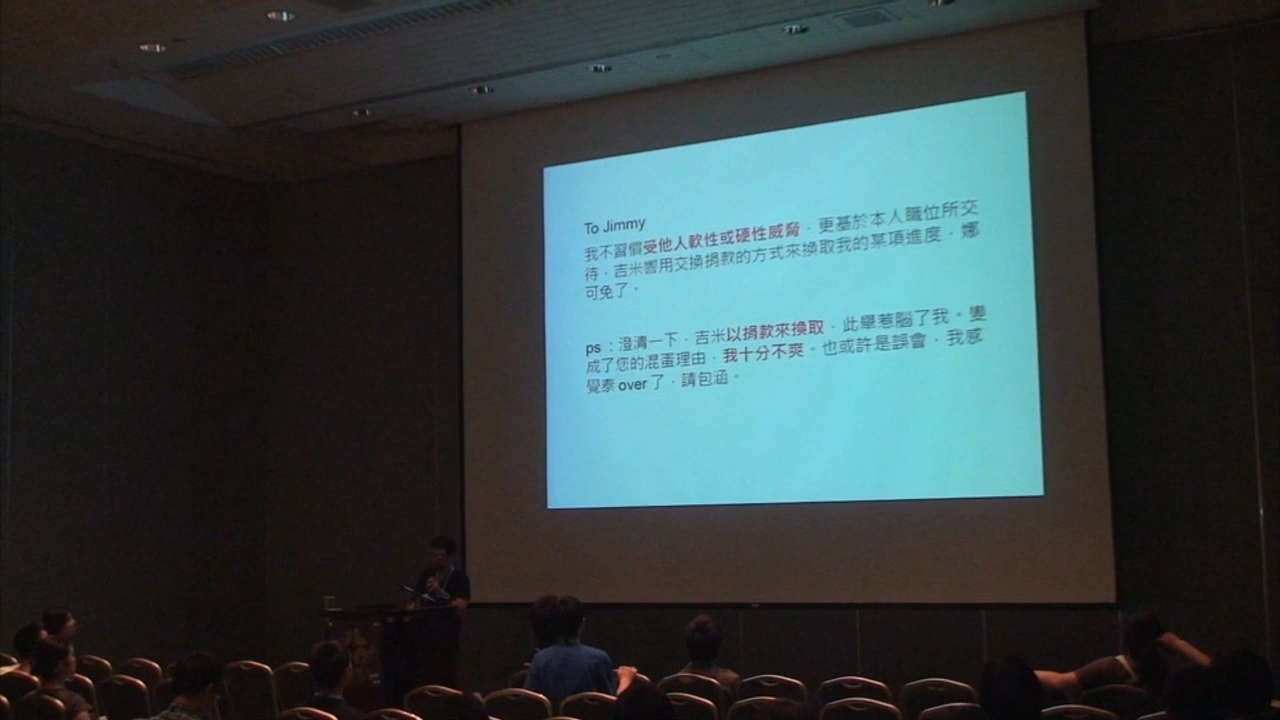 To Jimmy
我不習慣受他人軟性或硬性威脅，更基於本人職位所交
待，吉米嚮用交換捐款的方式來換取我的某項進度，娜
可免了。
ps：澄清一下，吉米以捐款來換取，此舉惹腦了我。變
成了您的混蛋理由，我十分不爽。也或許是誤會，我感
覺泰 over 了，請包涵。